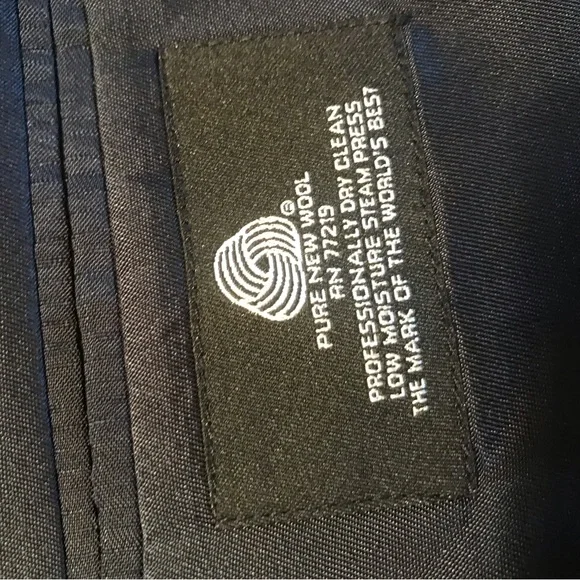 ®
PURE NEW WOOL
RN 77219
PROFESSIONALLY DRY CLEAN
LOW MOISTURE STEAM PRESS
THE MARK OF THE WORLD'S BEST